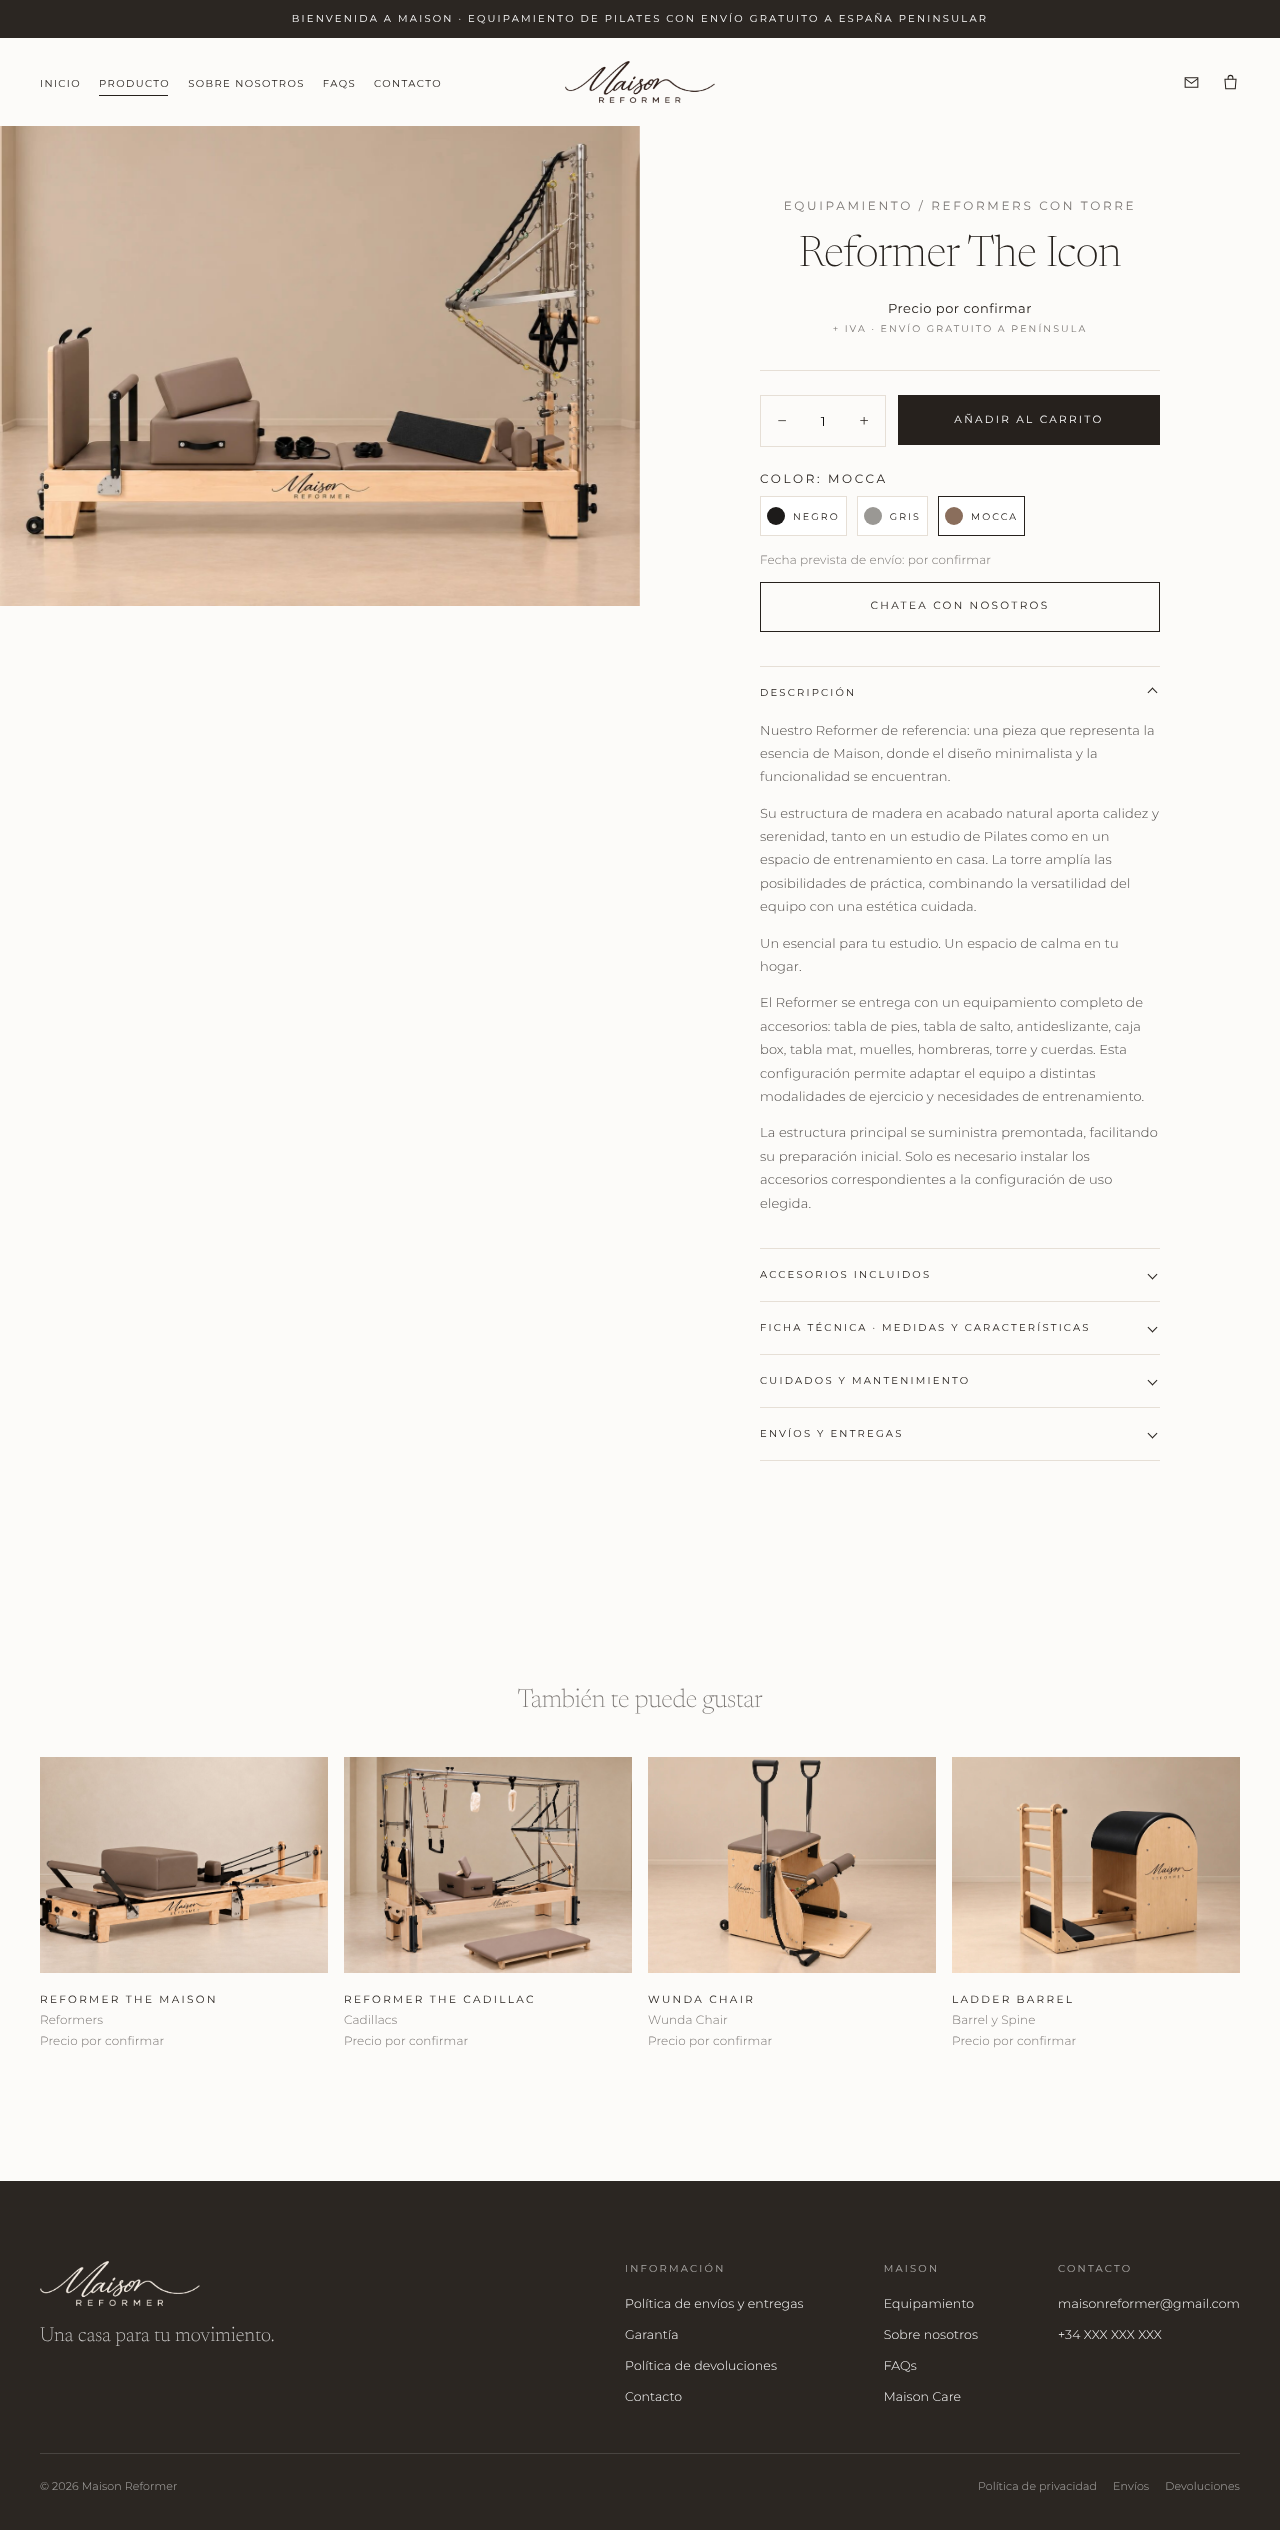 BIENVENIDA A MAISON · EQUIPAMIENTO DE PILATES CON ENVÍO GRATUITO A ESPAÑA PENINSULAR
INICIO PRODUCTO SOBRE NOSOTROS FAQS CONTACTO
Maison
REFORMER
Maison
REFORMER
EQUIPAMIENTO / REFORMERS CON TORRE
Reformer The Icon
Precio por confirmar
+ IVA · ENVÍO GRATUITO A PENÍNSULA
− 1 +
AÑADIR AL CARRITO
COLOR: MOCCA
NEGRO GRIS MOCCA
Fecha prevista de envío: por confirmar
CHATEA CON NOSOTROS
DESCRIPCIÓN
Nuestro Reformer de referencia: una pieza que representa la
esencia de Maison, donde el diseño minimalista y la
funcionalidad se encuentran.
Su estructura de madera en acabado natural aporta calidez y
serenidad, tanto en un estudio de Pilates como en un
espacio de entrenamiento en casa. La torre amplía las
posibilidades de práctica, combinando la versatilidad del
equipo con una estética cuidada.
Un esencial para tu estudio. Un espacio de calma en tu
hogar.
El Reformer se entrega con un equipamiento completo de
accesorios: tabla de pies, tabla de salto, antideslizante, caja
box, tabla mat, muelles, hombreras, torre y cuerdas. Esta
configuración permite adaptar el equipo a distintas
modalidades de ejercicio y necesidades de entrenamiento.
La estructura principal se suministra premontada, facilitando
su preparación inicial. Solo es necesario instalar los
accesorios correspondientes a la configuración de uso
elegida.
ACCESORIOS INCLUIDOS
FICHA TÉCNICA · MEDIDAS Y CARACTERÍSTICAS
CUIDADOS Y MANTENIMIENTO
ENVÍOS Y ENTREGAS
También te puede gustar
Maison
Maison
Maison
Maison
REFORMER THE MAISON
Reformers
Precio por confirmar
REFORMER THE CADILLAC
Cadillacs
Precio por confirmar
WUNDA CHAIR
Wunda Chair
Precio por confirmar
LADDER BARREL
Barrel y Spine
Precio por confirmar
Maison
REFORMER
Una casa para tu movimiento.
INFORMACIÓN
Política de envíos y entregas
Garantía
Política de devoluciones
Contacto
MAISON
Equipamiento
Sobre nosotros
FAQs
Maison Care
CONTACTO
maisonreformer@gmail.com
+34 XXX XXX XXX
© 2026 Maison Reformer
Política de privacidad Envíos Devoluciones